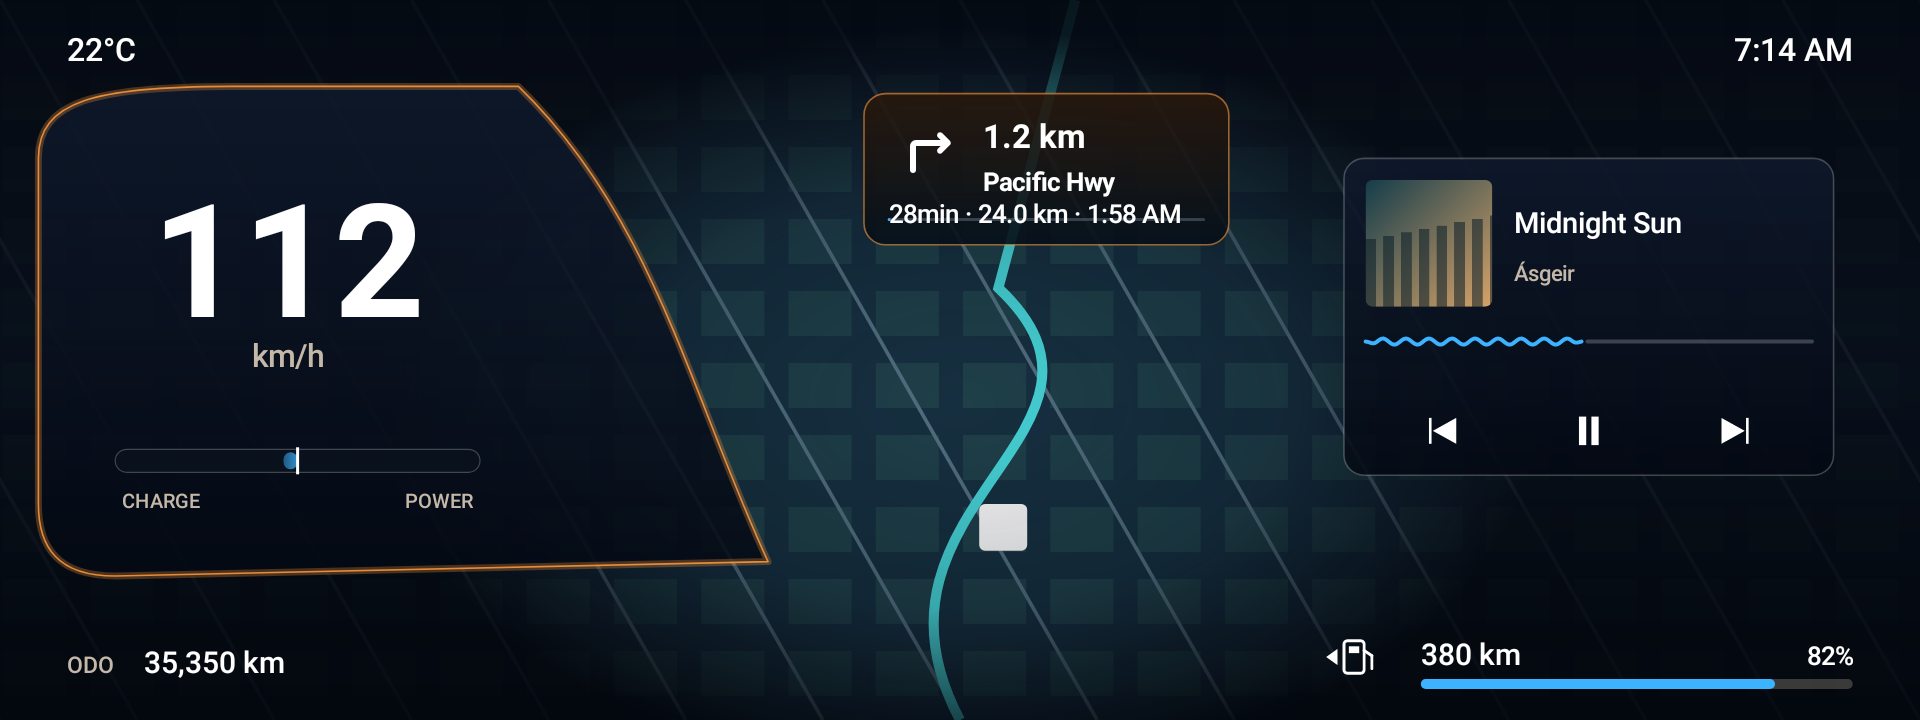 22°C
7:14 AM
112
km/h
CHARGE
POWER
ODO 35,350 km
1.2 km
Pacific Hwy
28min · 24.0 km · 1:58 AM
Midnight Sun
Ásgeir
380 km
82%